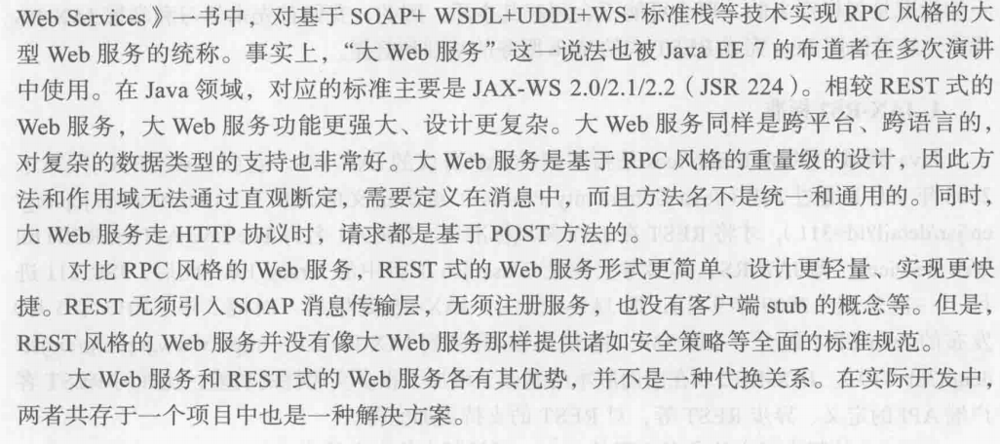 Web Services》一书中，对基于 SOAP+ WSDL+UDDI+WS-*标准栈等技术实现 RPC 风格的大
型 Web 服务的统称。事实上，“大 Web 服务”这一说法也被 Java EE 7 的布道者在多次演讲
中使用。在 Java 领域，对应的标准主要是 JAX-WS 2.0/2.1/2.2（JSR 224）。相较 REST 式的
Web 服务，大 Web 服务功能更强大、设计更复杂。大 Web 服务同样是跨平台、跨语言的，
对复杂的数据类型的支持也非常好。大 Web 服务是基于 RPC 风格的重量级的设计，因此方
法和作用域无法通过直观断定，需要定义在消息中，而且方法名不是统一和通用的。同时，
大 Web 服务走 HTTP 协议时，请求都是基于 POST 方法的。
对比 RPC 风格的 Web 服务，REST 式的 Web 服务形式更简单、设计更轻量、实现更快
捷。REST 无须引入 SOAP 消息传输层，无须注册服务，也没有客户端 stub 的概念等。但是，
REST 风格的 Web 服务并没有像大 Web 服务那样提供诸如安全策略等全面的标准规范。
大 Web 服务和 REST 式的 Web 服务各有其优势，并不是一种代换关系。在实际开发中，
两者共存于一个项目中也是一种解决方案。